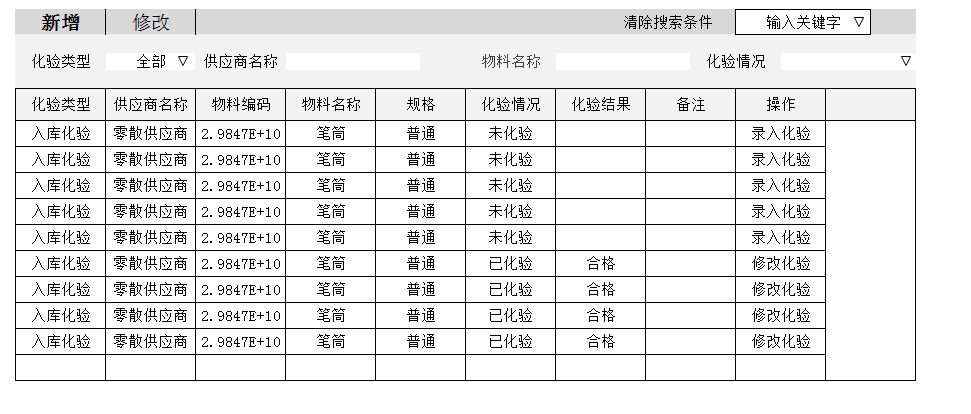 新增 修改 清除搜索条件 输入关键字 ▽
化验类型 全部 ▽ 供应商名称 物料名称 化验情况 ▽
化验类型 供应商名称 物料编码 物料名称 规格 化验情况 化验结果 备注 操作
入库化验 零散供应商 2.9847E+10 笔筒 普通 未化验 录入化验
入库化验 零散供应商 2.9847E+10 笔筒 普通 未化验 录入化验
入库化验 零散供应商 2.9847E+10 笔筒 普通 未化验 录入化验
入库化验 零散供应商 2.9847E+10 笔筒 普通 未化验 录入化验
入库化验 零散供应商 2.9847E+10 笔筒 普通 未化验 录入化验
入库化验 零散供应商 2.9847E+10 笔筒 普通 已化验 合格 修改化验
入库化验 零散供应商 2.9847E+10 笔筒 普通 已化验 合格 修改化验
入库化验 零散供应商 2.9847E+10 笔筒 普通 已化验 合格 修改化验
入库化验 零散供应商 2.9847E+10 笔筒 普通 已化验 合格 修改化验